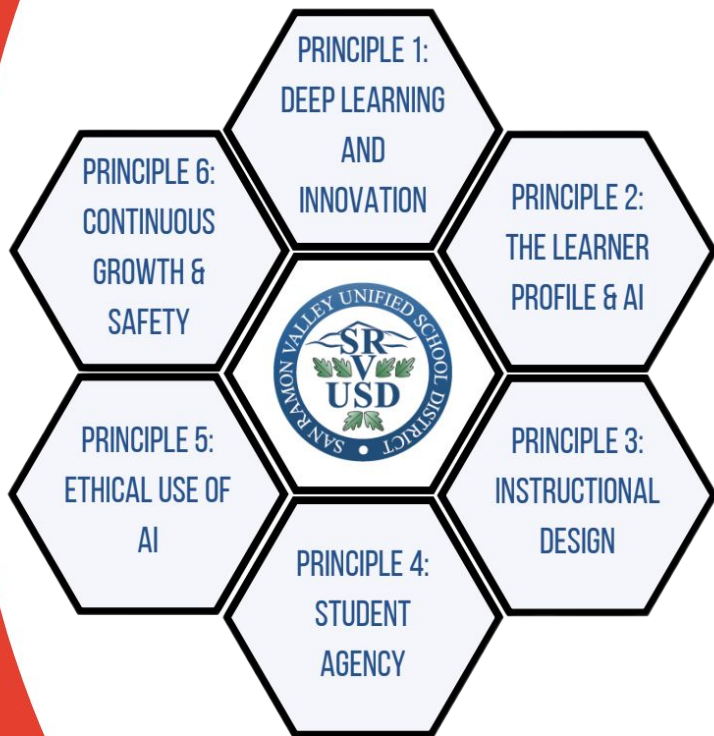 PRINCIPLE 1:
DEEP LEARNING
AND
INNOVATION
PRINCIPLE 2:
THE LEARNER
PROFILE & AI
PRINCIPLE 3:
INSTRUCTIONAL
DESIGN
PRINCIPLE 4:
STUDENT
AGENCY
PRINCIPLE 5:
ETHICAL USE OF
AI
PRINCIPLE 6:
CONTINUOUS
GROWTH &
SAFETY
SAN RAMON VALLEY UNIFIED SCHOOL DISTRICT
SR
V
USD